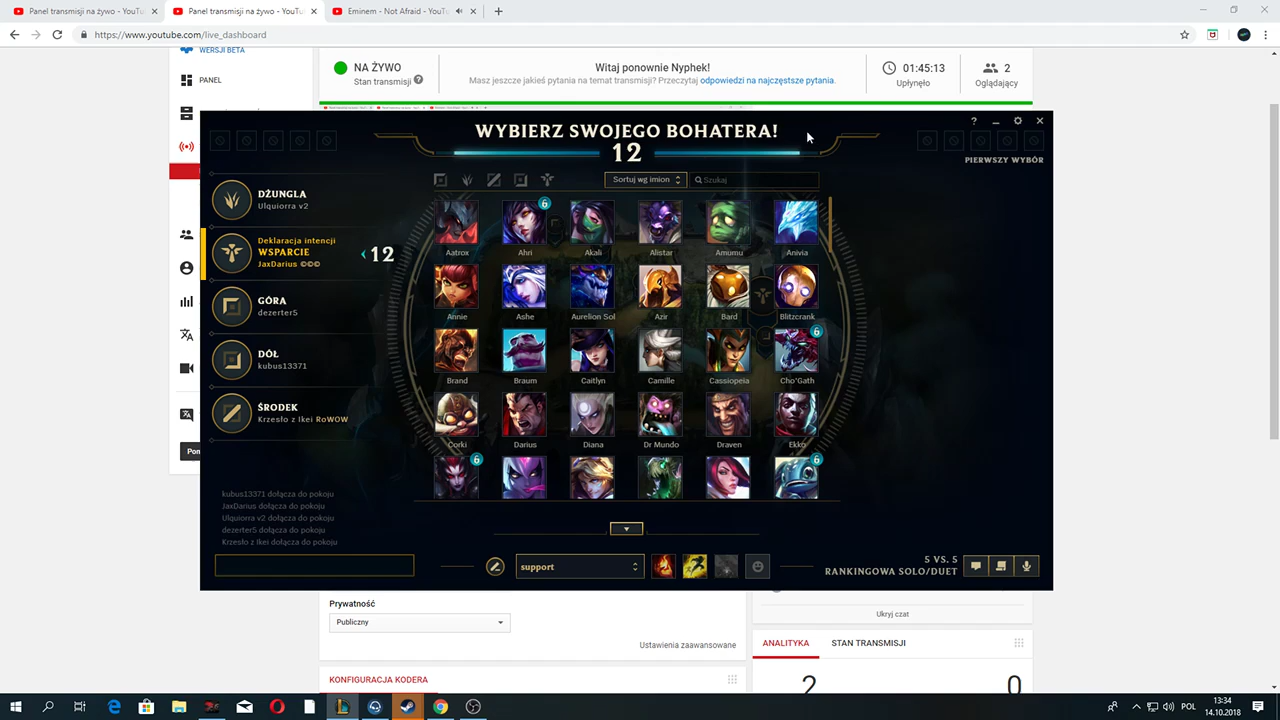 Panel transmisji na żywo - YouTu
Panel transmisji na żywo - YouTu
Eminem - Not Afraid - YouTu
https://www.youtube.com/live_dashboard
WERSJI BETA
PANEL
NA ŻYWO
Stan transmisji
Witaj ponownie Nyphek!
Masz jeszcze jakieś pytania na temat transmisji? Przeczytaj odpowiedzi na najczęstsze pytania.
01:45:13
Upłynęło
2
Oglądający
WYBIERZ SWOJEGO BOHATERA!
12
PIERWSZY WYBÓR
Sortuj wg imion
Szukaj
DŻUNGLA
Ulquiorra v2
Deklaracja intencji
WSPARCIE
JaxDarius ©©©
12
GÓRA
dezerterS
DÓŁ
kubus13371
ŚRODEK
Krzesło z Ikei RoWOW
6
Aatrox Ahri Akali Alistar Amumu Anivia
Annie Ashe Aurelion Sol Azir Bard Blitzcrank
6
Brand Braum Caitlyn Camille Cassiopeia Cho'Gath
Corki Darius Diana Dr Mundo Draven Ekko
6 6
kubus13371 dołącza do pokoju
JaxDarius dołącza do pokoju
Ulquiorra v2 dołącza do pokoju
dezerterS dołącza do pokoju
Krzesło z Ikei dołącza do pokoju
support
5 VS. 5
RANKINGOWA SOLO/DUET
Pon
Prywatność
Publiczny
Ustawienia zaawansowane
KONFIGURACJA KODERA
Ukryj czat
ANALITYKA
STAN TRANSMISJI
2 0
POL
13:34
14.10.2018